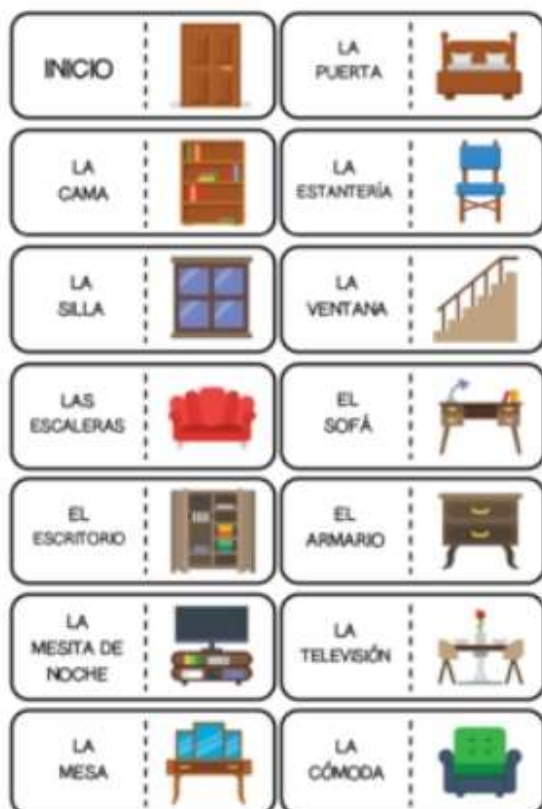 INICIO
LA
PUERTA
LA
CAMA
LA
ESTANTERÍA
LA
SILLA
LA
VENTANA
LAS
ESCALERAS
EL
SOFÁ
EL
ESCRITORIO
EL
ARMARIO
LA
MESITA DE
NOCHE
LA
TELEVISIÓN
LA
MESA
LA
CÓMODA